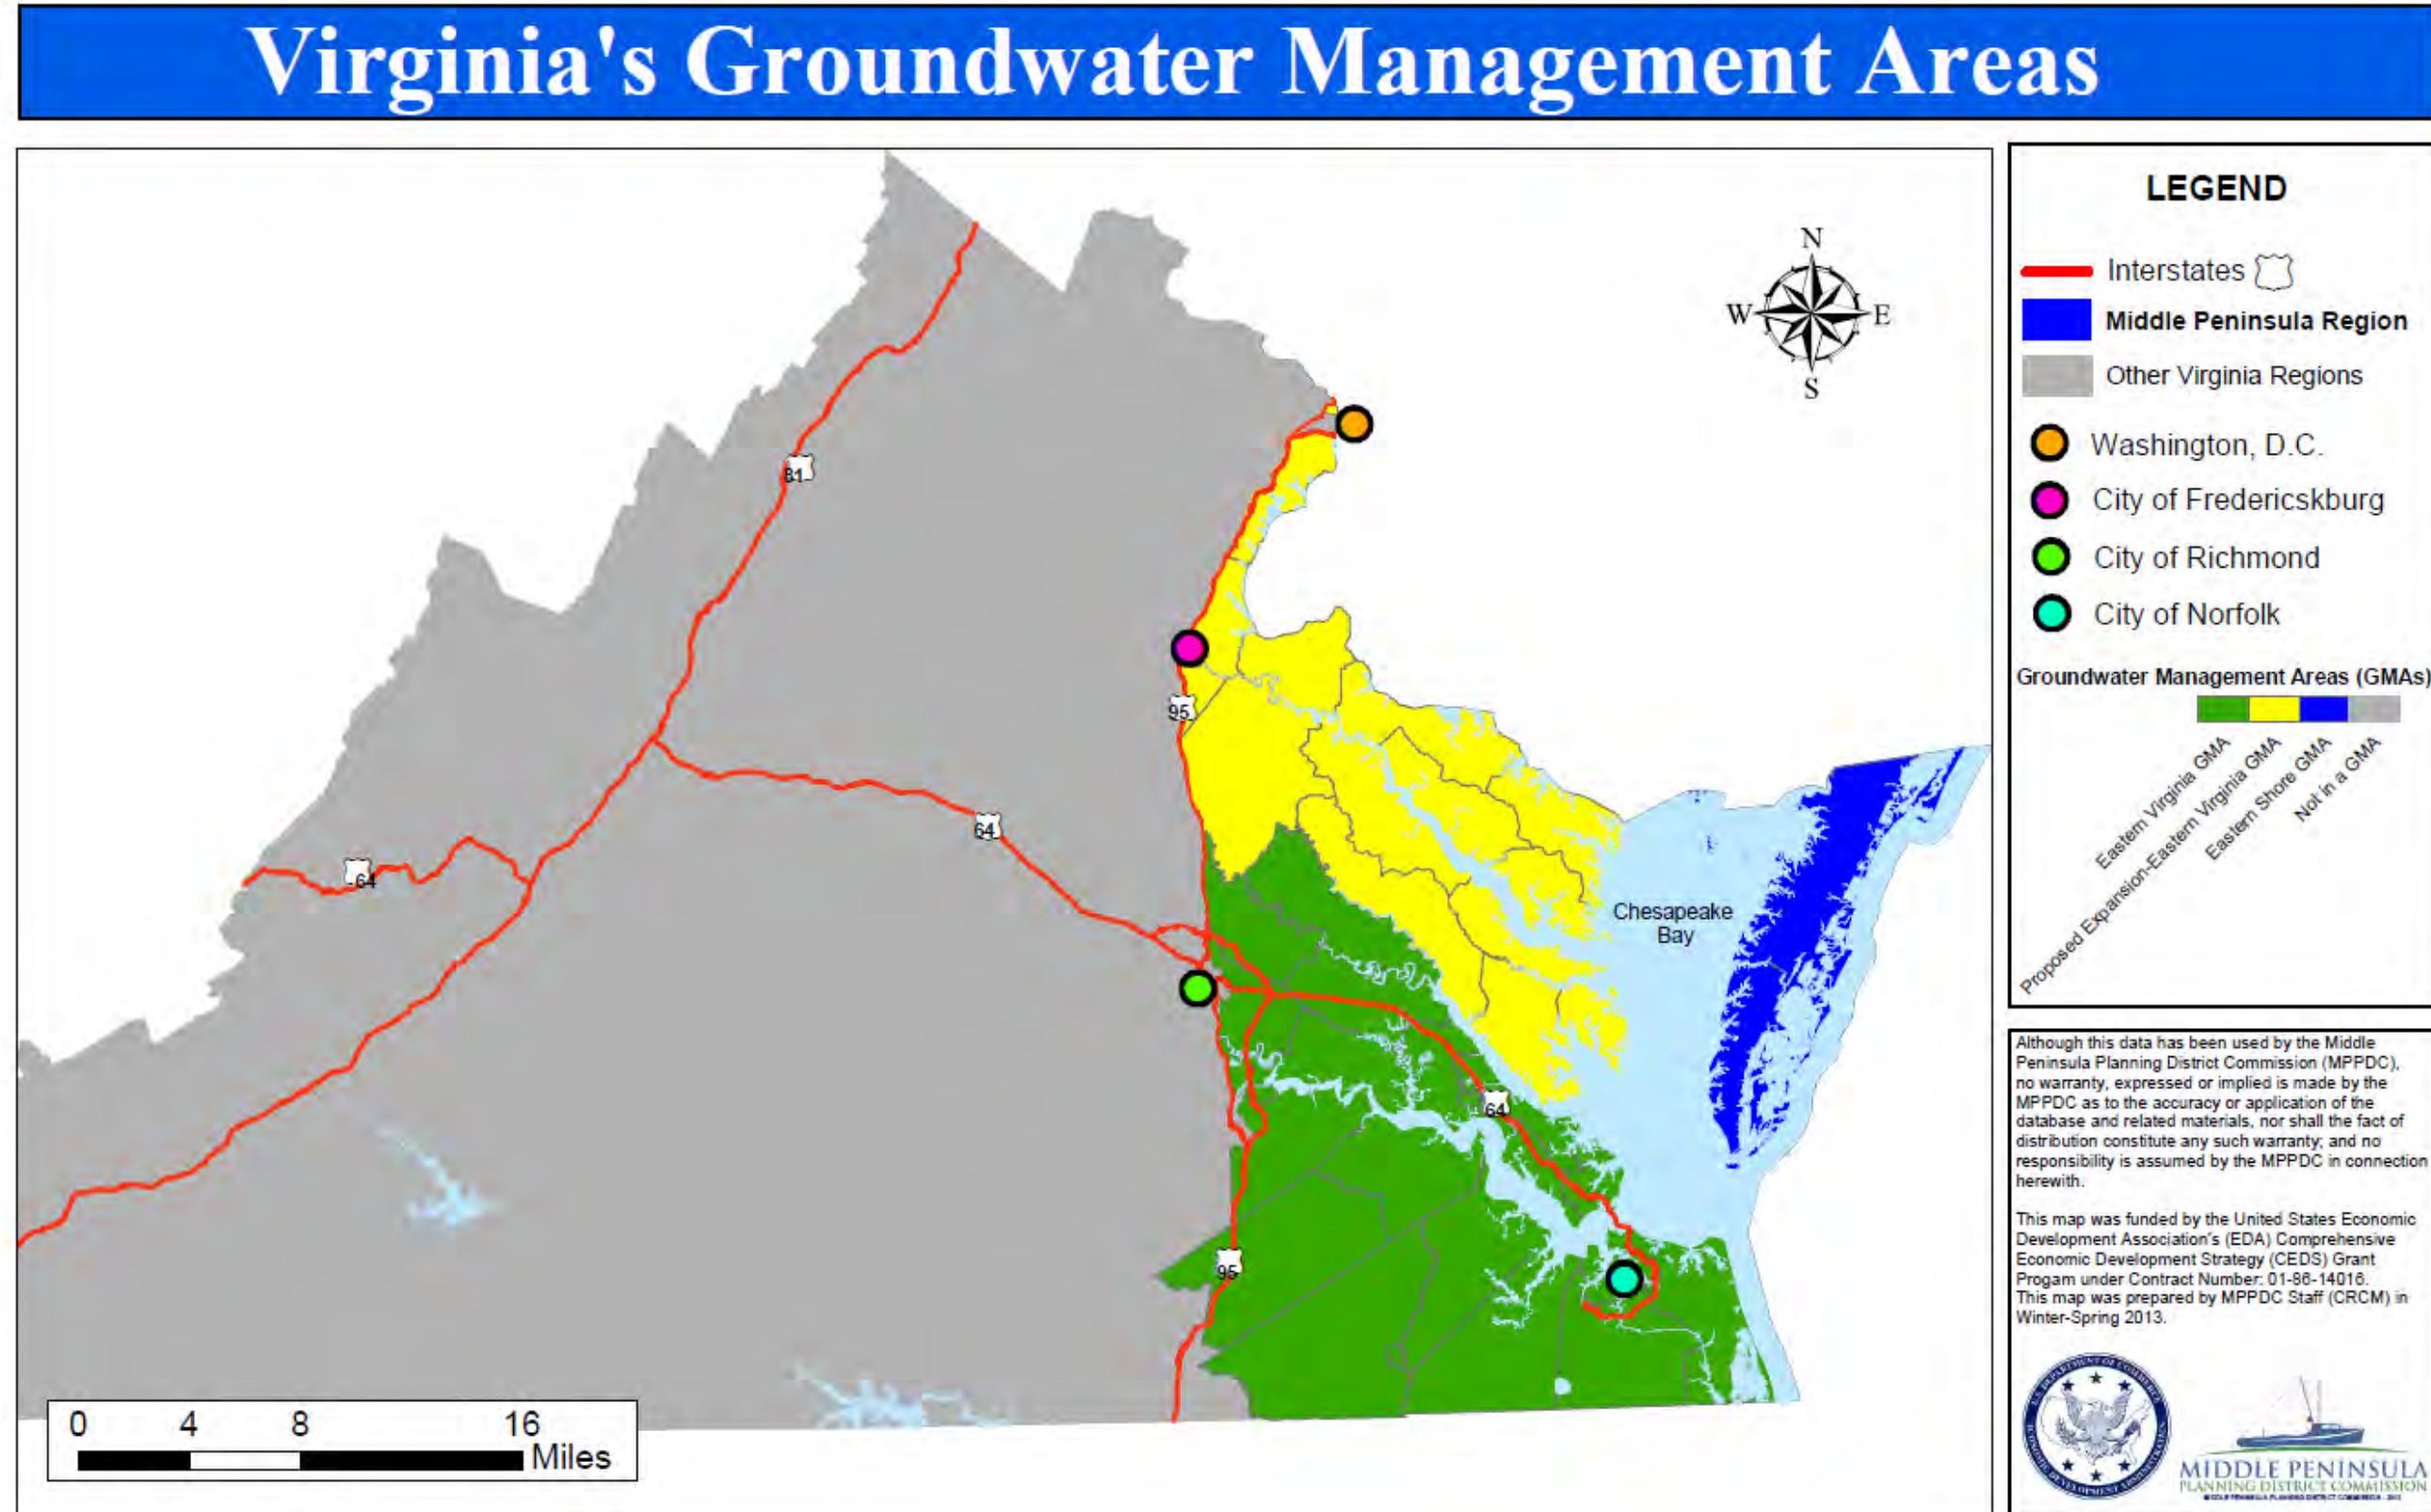 Virginia's Groundwater Management Areas
N
W
E
S
81
95
64
64
Chesapeake
Bay
64
95
0 4 8 16
Miles
LEGEND
Interstates
Middle Peninsula Region
Other Virginia Regions
Washington, D.C.
City of Fredericskburg
City of Richmond
City of Norfolk
Groundwater Management Areas (GMAs)
Eastern Virginia GMA
Proposed Expansion-Eastern Virginia GMA
Eastern Shore GMA
Not in a GMA
Although this data has been used by the Middle
Peninsula Planning District Commission (MPPDC),
no warranty, expressed or implied is made by the
MPPDC as to the accuracy or application of the
database and related materials, nor shall the fact of
distribution constitute any such warranty; and no
responsibility is assumed by the MPPDC in connection
herewith.
This map was funded by the United States Economic
Development Association's (EDA) Comprehensive
Economic Development Strategy (CEDS) Grant
Progam under Contract Number: 01-86-14016.
This map was prepared by MPPDC Staff (CRCM) in
Winter-Spring 2013.
U.S. DEPARTMENT OF COMMERCE
ECONOMIC DEVELOPMENT ADMINISTRATION
MIDDLE PENINSULA
PLANNING DISTRICT COMMISSION